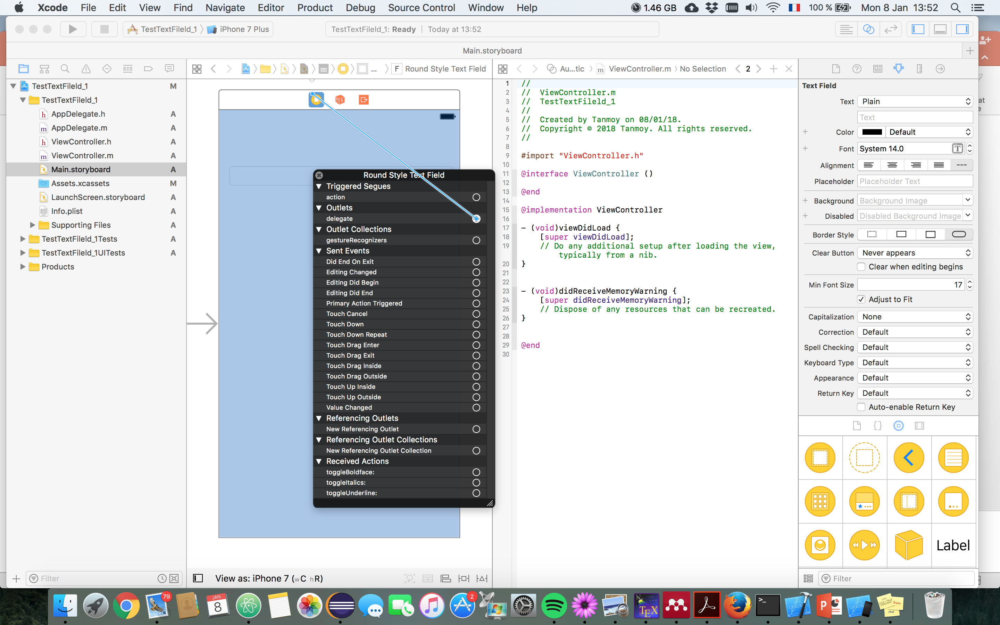 Xcode File Edit View Find Navigate Editor Product Debug Source Control Window Help 1.46 GB 100 % Mon 8 Jan 13:52
TestTextFileld_1 iPhone 7 Plus TestTextFileld_1: Ready | Today at 13:52
Main.storyboard
... F Round Style Text Field
Au...tic m ViewController.m No Selection 2
TestTextFileld_1 M
TestTextFileld_1
h AppDelegate.h A
m AppDelegate.m A
h ViewController.h A
m ViewController.m A
Main.storyboard A
Assets.xcassets M
LaunchScreen.storyboard A
Info.plist A
Supporting Files A
TestTextFileld_1Tests A
TestTextFileld_1UITests A
Products
Filter
1
Round Style Text Field
Triggered Segues
action
Outlets
delegate
Outlet Collections
gestureRecognizers
Sent Events
Did End On Exit
Editing Changed
Editing Did Begin
Editing Did End
Primary Action Triggered
Touch Cancel
Touch Down
Touch Down Repeat
Touch Drag Enter
Touch Drag Exit
Touch Drag Inside
Touch Drag Outside
Touch Up Inside
Touch Up Outside
Value Changed
Referencing Outlets
New Referencing Outlet
Referencing Outlet Collections
New Referencing Outlet Collection
Received Actions
toggleBoldface:
toggleItalics:
toggleUnderline:
View as: iPhone 7 (wC hR)
1 //
2 //  ViewController.m
3 //  TestTextFileld_1
4 //
5 //  Created by Tanmoy on 08/01/18.
6 //  Copyright © 2018 Tanmoy. All rights reserved.
7 //
8
9 #import "ViewController.h"
10
11 @interface ViewController ()
12
13 @end
14
15 @implementation ViewController
16
17 - (void)viewDidLoad {
18     [super viewDidLoad];
19     // Do any additional setup after loading the view,
typically from a nib.
20 }
21
22
23 - (void)didReceiveMemoryWarning {
24     [super didReceiveMemoryWarning];
25     // Dispose of any resources that can be recreated.
26 }
27
28
29 @end
30
Text Field
Text Plain
Text
Color Default
Font System 14.0 T
Alignment
Placeholder Placeholder Text
Background Background Image
Disabled Disabled Background Image
Border Style
Clear Button Never appears
Clear when editing begins
Min Font Size 17
Adjust to Fit
Capitalization None
Correction Default
Spell Checking Default
Keyboard Type Default
Appearance Default
Return Key Default
Auto-enable Return Key
{}
Label
Filter
at
e
79
JAN
8
2
TEX
>_
P